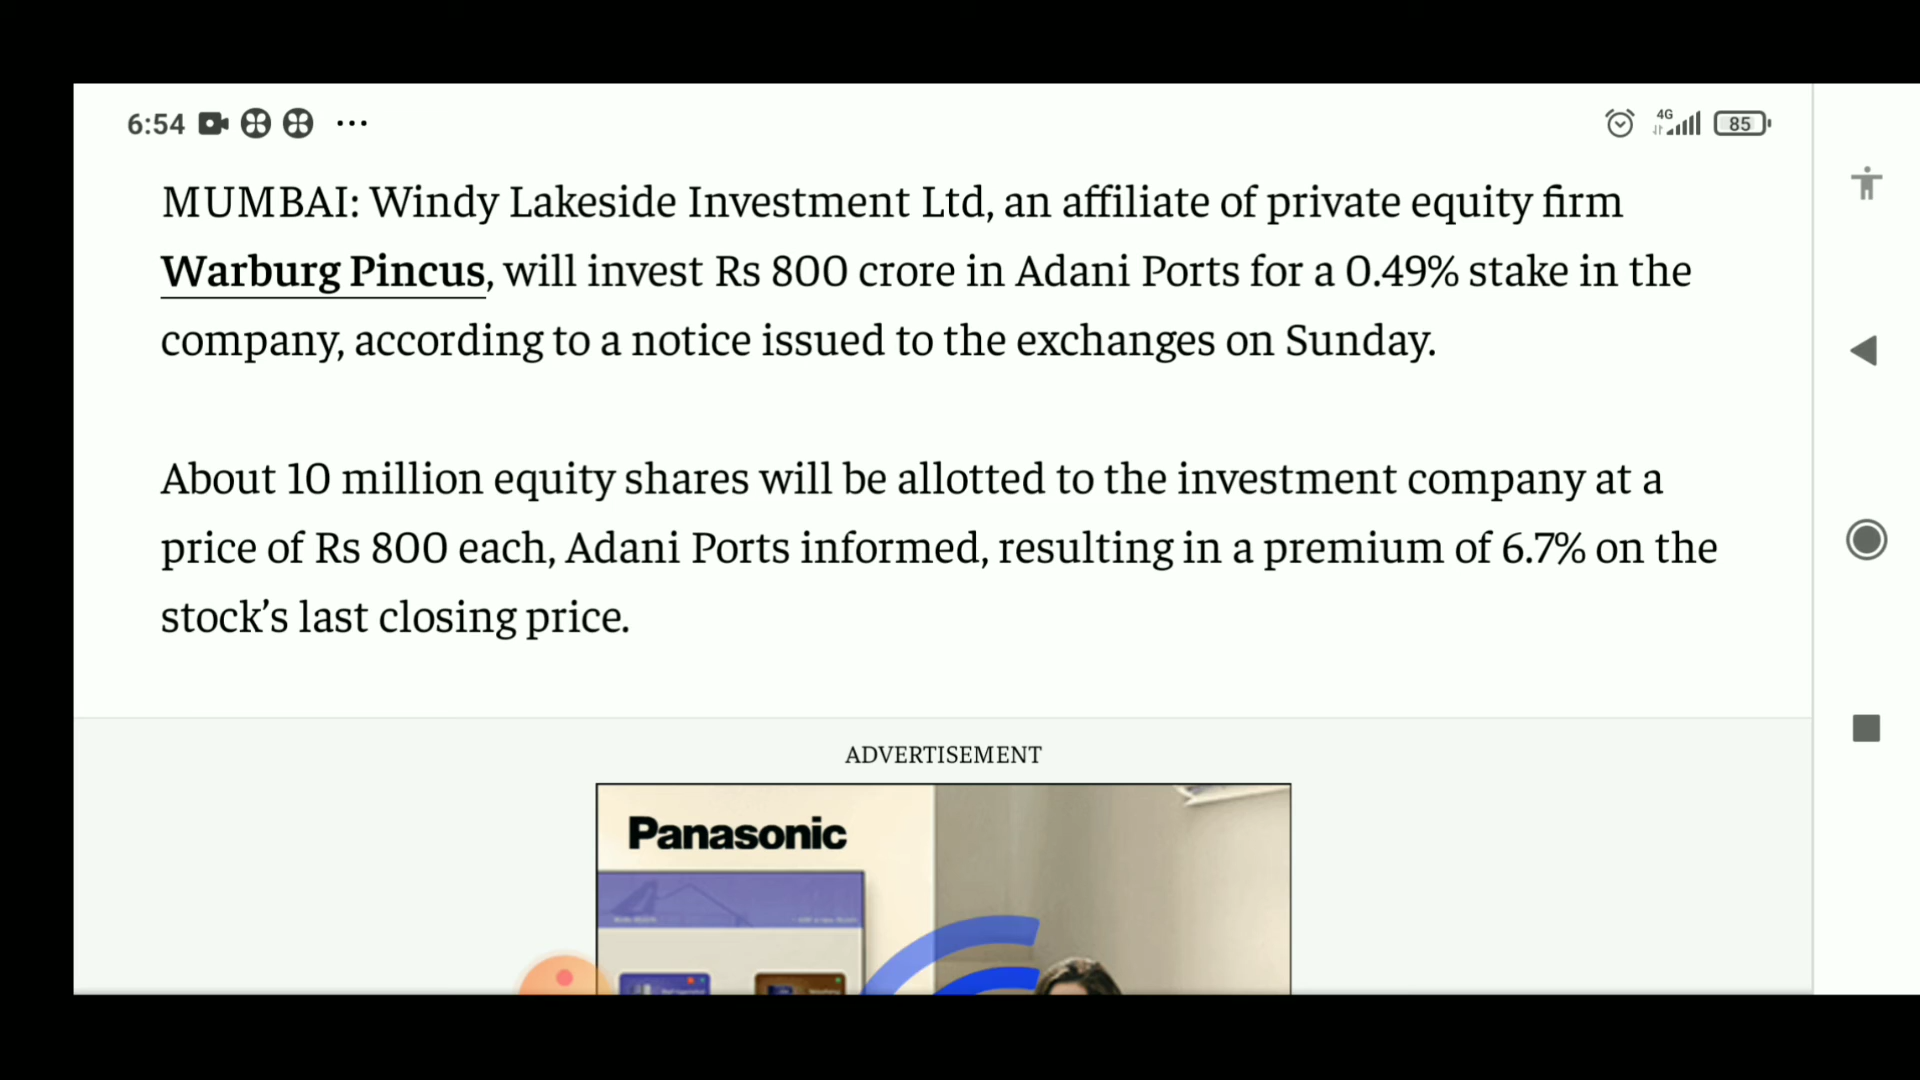 6:54
4G
85
MUMBAI: Windy Lakeside Investment Ltd, an affiliate of private equity firm
Warburg Pincus, will invest Rs 800 crore in Adani Ports for a 0.49% stake in the
company, according to a notice issued to the exchanges on Sunday.
About 10 million equity shares will be allotted to the investment company at a
price of Rs 800 each, Adani Ports informed, resulting in a premium of 6.7% on the
stock’s last closing price.
ADVERTISEMENT
Panasonic